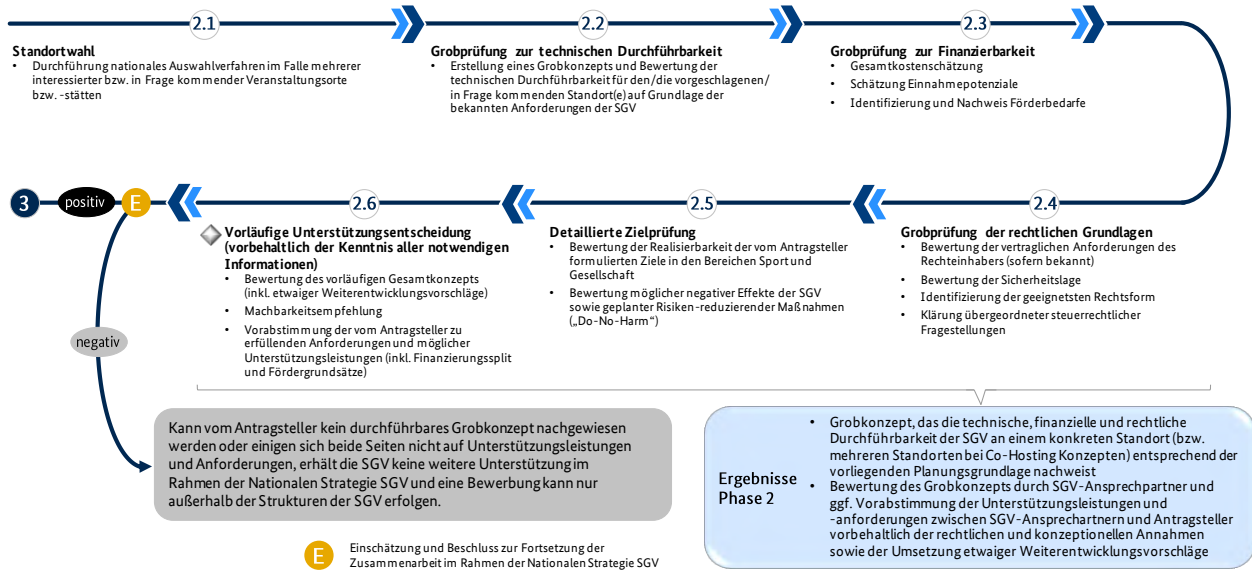 2.1
2.2
2.3
Standortwahl
• Durchführung nationales Auswahlverfahren im Falle mehrerer
interessierter bzw. in Frage kommender Veranstaltungsorte
bzw. -stätten
Grobprüfung zur technischen Durchführbarkeit
• Erstellung eines Grobkonzepts und Bewertung der
technischen Durchführbarkeit für den/die vorgeschlagenen/
in Frage kommenden Standort(e) auf Grundlage der
bekannten Anforderungen der SGV
Grobprüfung zur Finanzierbarkeit
• Gesamtkostenschätzung
• Schätzung Einnahmepotenziale
• Identifizierung und Nachweis Förderbedarfe
3
positiv
E
2.6
2.5
2.4
Vorläufige Unterstützungsentscheidung
(vorbehaltlich der Kenntnis aller notwendigen
Informationen)
• Bewertung des vorläufigen Gesamtkonzepts
(inkl. etwaiger Weiterentwicklungsvorschläge)
• Machbarkeitsempfehlung
• Vorabstimmung der vom Antragsteller zu
erfüllenden Anforderungen und möglicher
Unterstützungsleistungen (inkl. Finanzierungssplit
und Fördergrundsätze)
Detaillierte Zielprüfung
• Bewertung der Realisierbarkeit der vom Antragsteller
formulierten Ziele in den Bereichen Sport und
Gesellschaft
• Bewertung möglicher negativer Effekte der SGV
sowie geplanter Risiken-reduzierender Maßnahmen
(„Do-No-Harm“)
Grobprüfung der rechtlichen Grundlagen
• Bewertung der vertraglichen Anforderungen des
Rechteinhabers (sofern bekannt)
• Bewertung der Sicherheitslage
• Identifizierung der geeignetsten Rechtsform
• Klärung übergeordneter steuerrechtlicher
Fragestellungen
negativ
Kann vom Antragsteller kein durchführbares Grobkonzept nachgewiesen
werden oder einigen sich beide Seiten nicht auf Unterstützungsleistungen
und Anforderungen, erhält die SGV keine weitere Unterstützung im
Rahmen der Nationalen Strategie SGV und eine Bewerbung kann nur
außerhalb der Strukturen der SGV erfolgen.
Ergebnisse
Phase 2
• Grobkonzept, das die technische, finanzielle und rechtliche
Durchführbarkeit der SGV an einem konkreten Standort (bzw.
mehreren Standorten bei Co-Hosting Konzepten) entsprechend der
vorliegenden Planungsgrundlage nachweist
• Bewertung des Grobkonzepts durch SGV-Ansprechpartner und
ggf. Vorabstimmung der Unterstützungsleistungen und
-anforderungen zwischen SGV-Ansprechartnern und Antragsteller
vorbehaltlich der rechtlichen und konzeptionellen Annahmen
sowie der Umsetzung etwaiger Weiterentwicklungsvorschläge
E
Einschätzung und Beschluss zur Fortsetzung der
Zusammenarbeit im Rahmen der Nationalen Strategie SGV